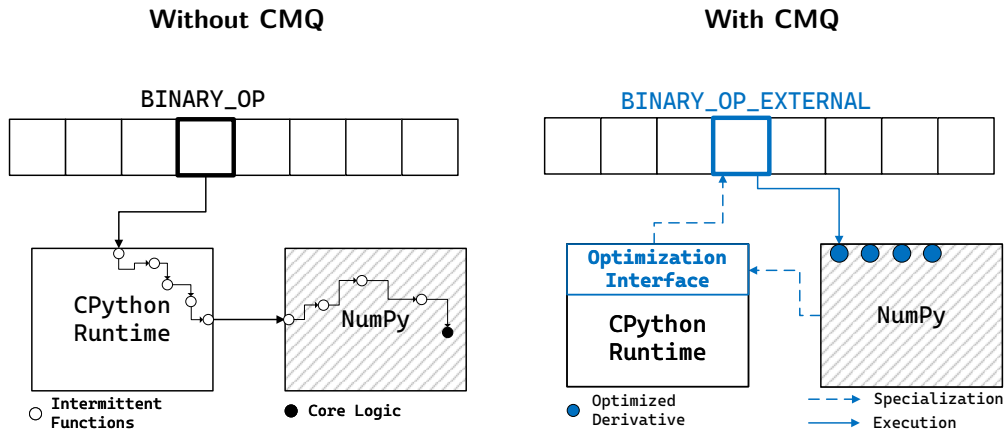 Without CMQ
With CMQ
BINARY_OP
BINARY_OP_EXTERNAL
CPython
Runtime
NumPy
Optimization
Interface
CPython
Runtime
NumPy
Intermittent
Functions
Core Logic
Optimized
Derivative
Specialization
Execution